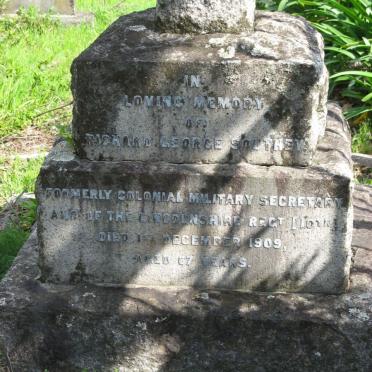 IN
LOVING MEMORY
OF
RICHARD GEORGE SOUTHEY
FORMERLY COLONIAL MILITARY SECRETARY
AND OF THE LINCOLNSHIRE REGT [10TH]
DIED 1ST DECEMBER 1909,
AGED 67 YEARS.